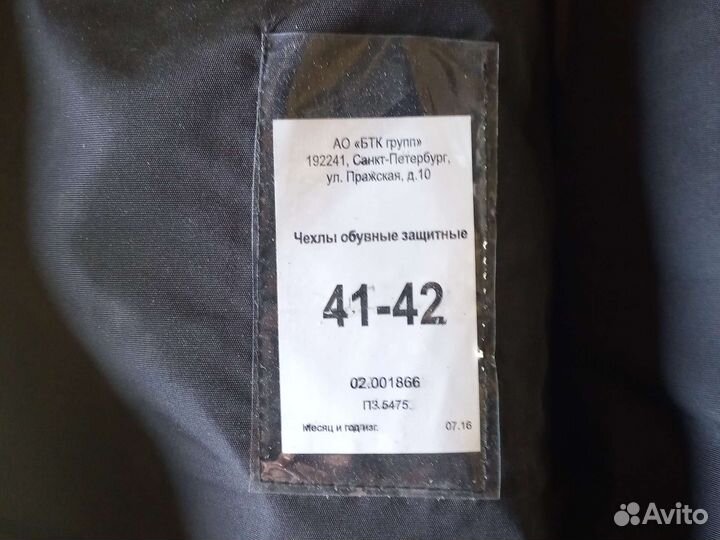 АО «БТК групп»
192241, Санкт-Петербург,
ул. Пражская, д.10
Чехлы обувные защитные
41-42
02.001866
ПЗ.5475.
Месяц и год изг. 07.16
Avito